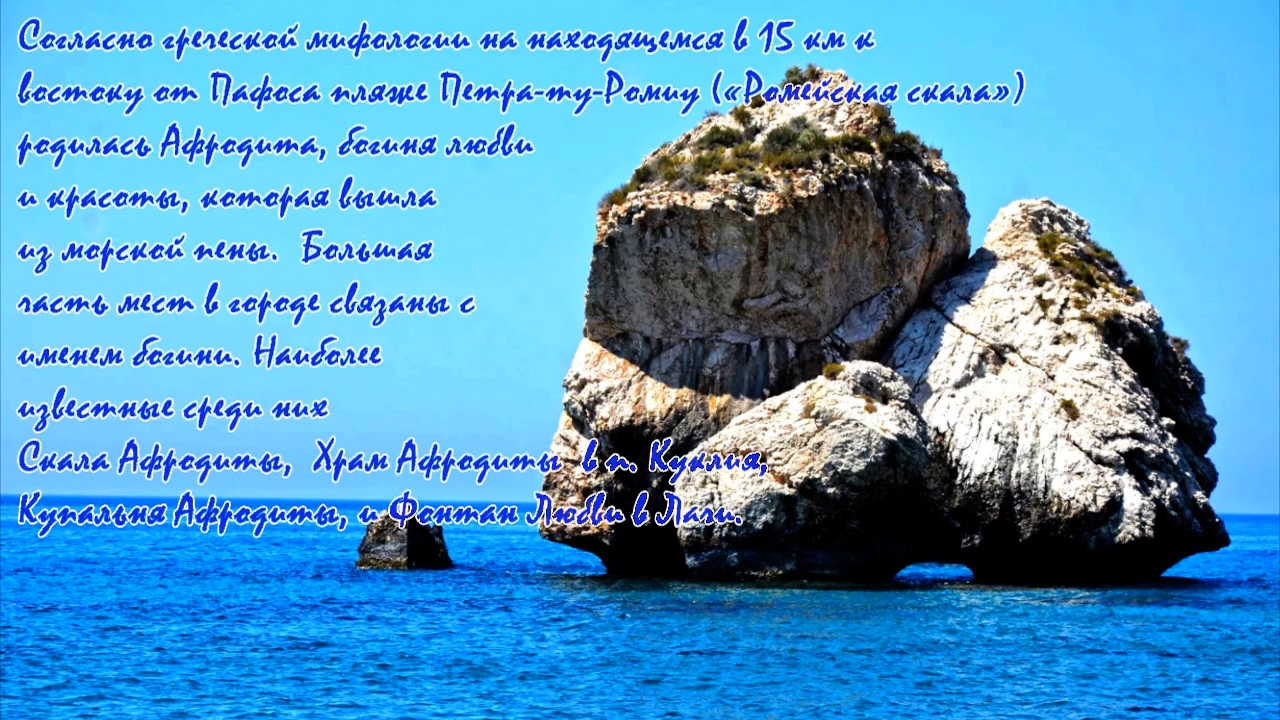 Согласно греческой мифологии на находящемся в 15 км к
востоку от Пафоса пляже Петра-ту-Ромиу («Ромейская скала»)
родилась Афродита, богиня любви
и красоты, которая вышла
из морской пены. Большая
часть мест в городе связаны с
именем богини. Наиболее
известные среди них
Скала Афродиты, Храм Афродиты в п. Куклия,
Купальня Афродиты, и Фонтан Любви в Лачи.